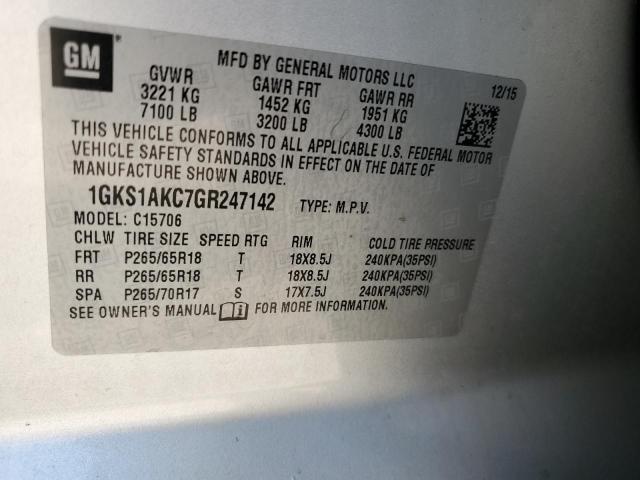 GM
MFD BY GENERAL MOTORS LLC
12/15
GVWR GAWR FRT GAWR RR
3221 KG 1452 KG 1951 KG
7100 LB 3200 LB 4300 LB
THIS VEHICLE CONFORMS TO ALL APPLICABLE U.S. FEDERAL MOTOR
VEHICLE SAFETY STANDARDS IN EFFECT ON THE DATE OF
MANUFACTURE SHOWN ABOVE.
1GKS1AKC7GR247142 TYPE: M.P.V.
MODEL: C15706
CHLW TIRE SIZE SPEED RTG RIM COLD TIRE PRESSURE
FRT P265/65R18 T 18X8.5J 240KPA(35PSI)
RR P265/65R18 T 18X8.5J 240KPA(35PSI)
SPA P265/70R17 S 17X7.5J 240KPA(35PSI)
SEE OWNER'S MANUAL FOR MORE INFORMATION.